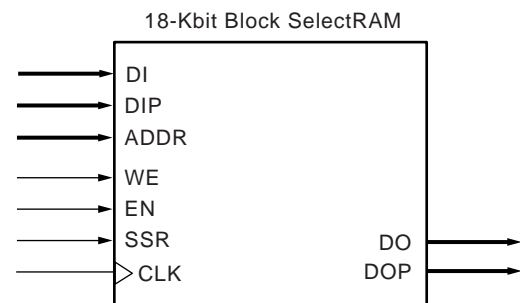 18-Kbit Block SelectRAM
DI
DIP
ADDR
WE
EN
SSR
DO
CLK
DOP